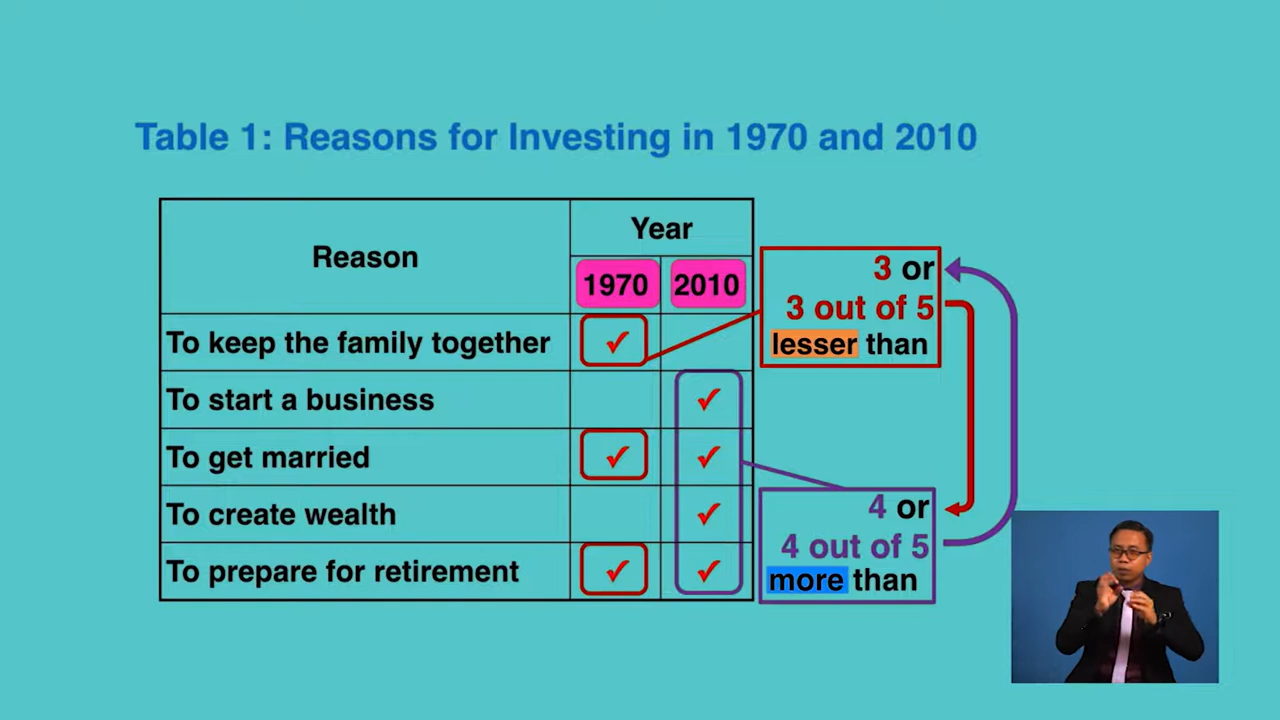 Table 1: Reasons for Investing in 1970 and 2010
Reason
Year
1970 2010
To keep the family together ✓
To start a business ✓
To get married ✓ ✓
To create wealth ✓
To prepare for retirement ✓ ✓
3 or
3 out of 5
lesser than
4 or
4 out of 5
more than